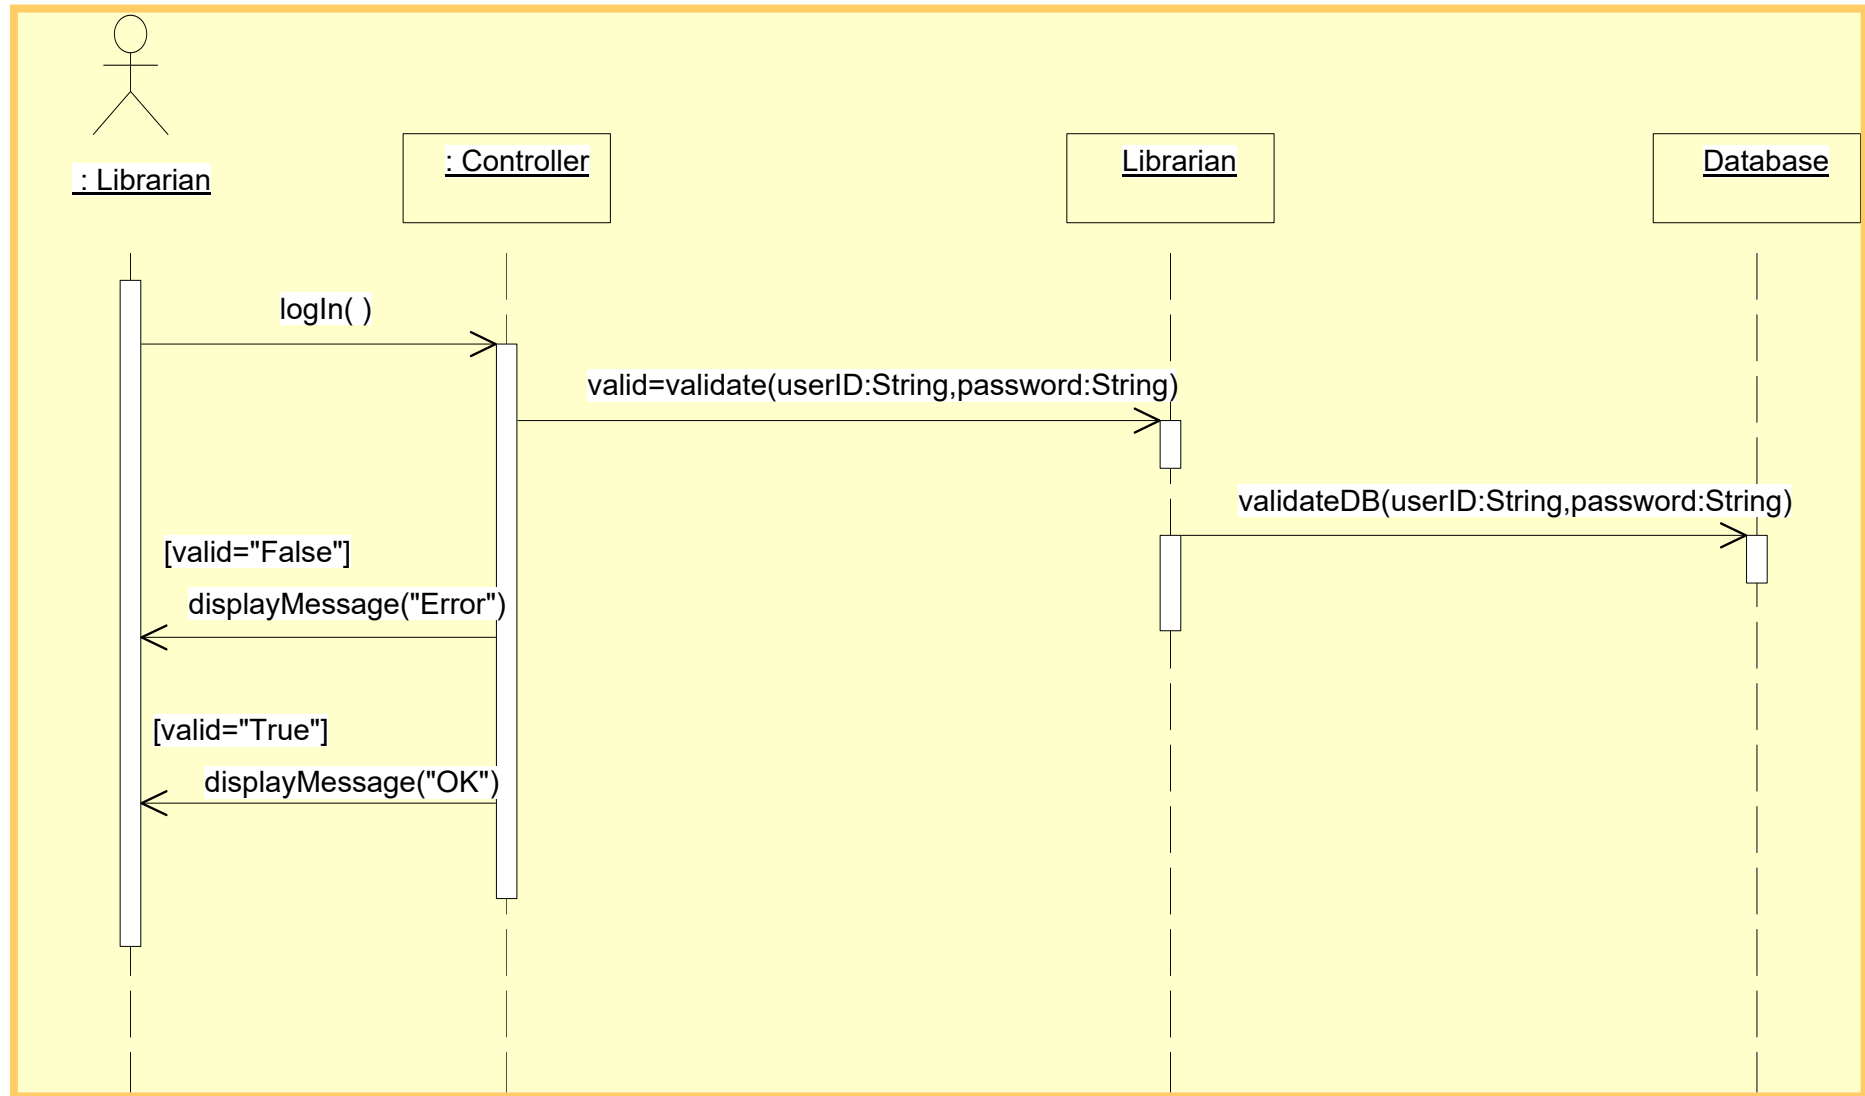 : Librarian
: Controller
Librarian
Database
logIn( )
valid=validate(userID:String,password:String)
validateDB(userID:String,password:String)
[valid="False"]
displayMessage("Error")
[valid="True"]
displayMessage("OK")